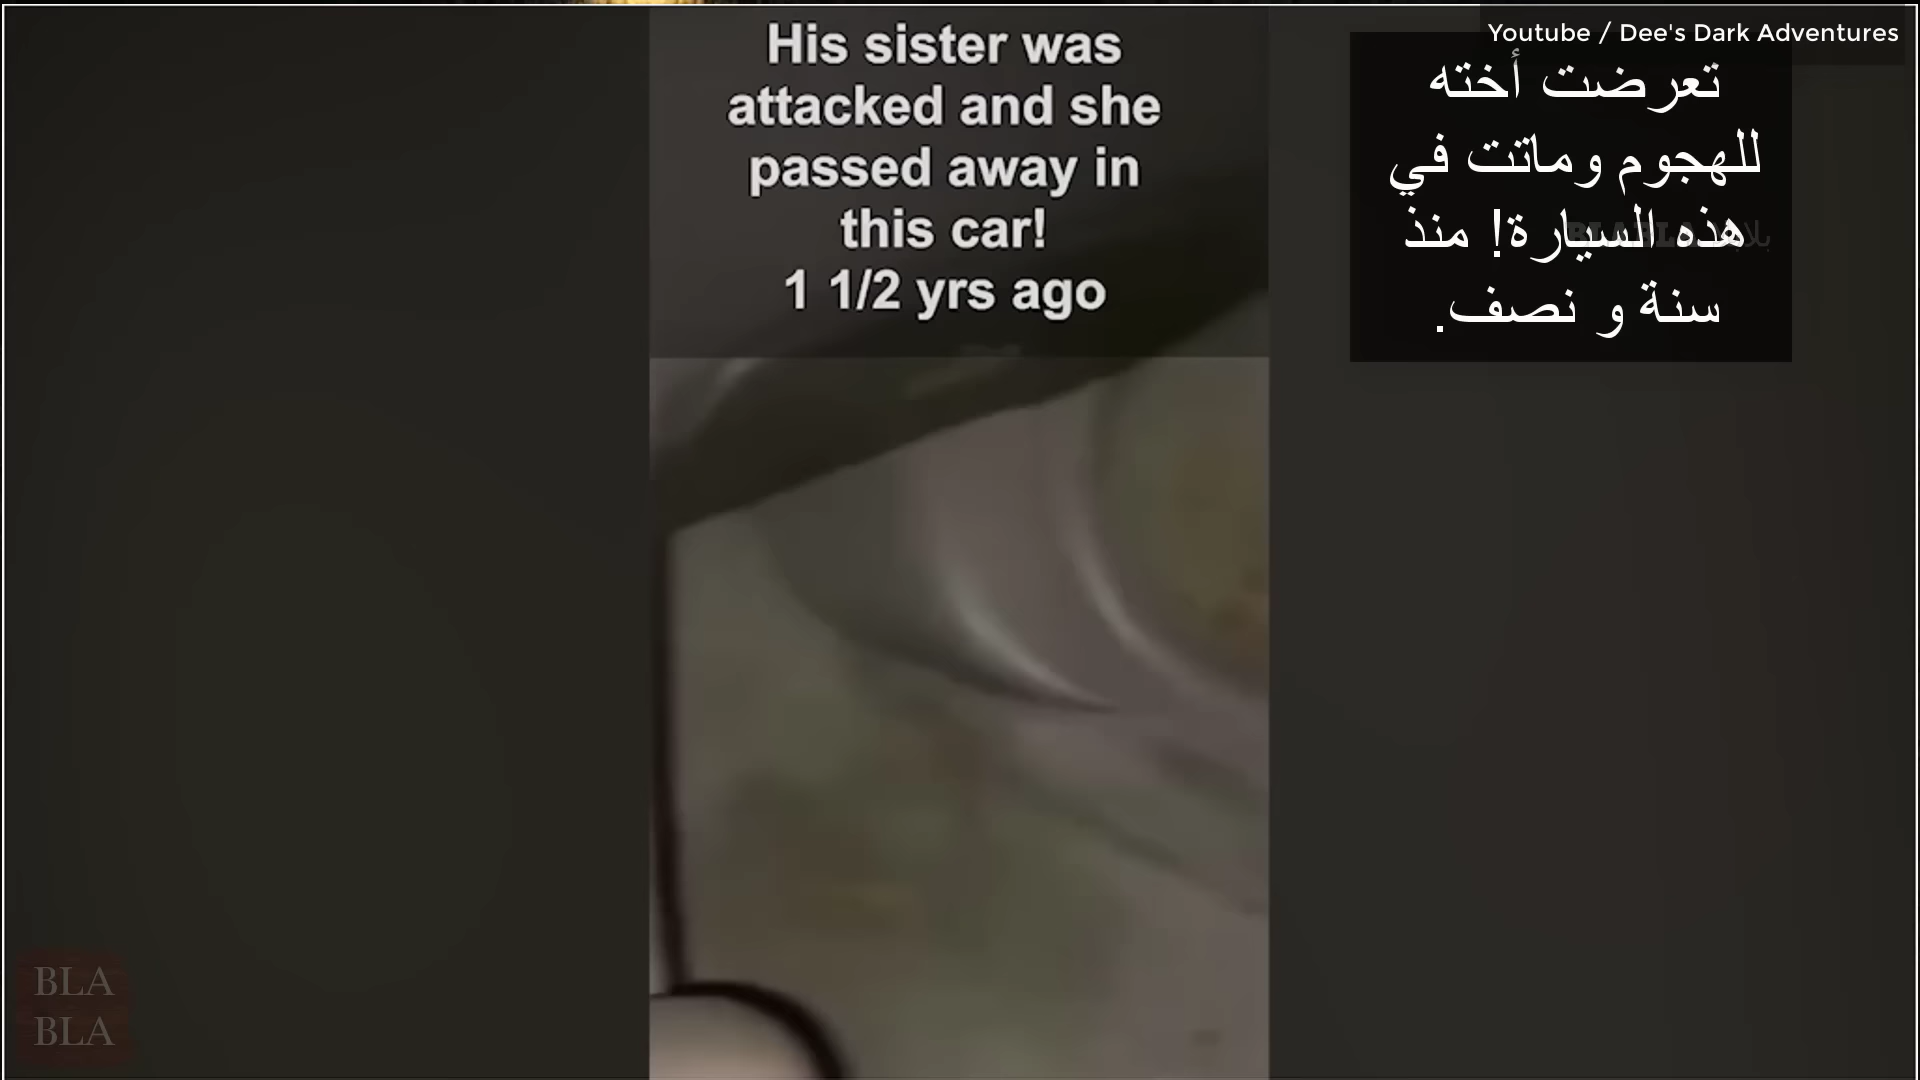 His sister was
attacked and she
passed away in
this car!
1 1/2 yrs ago
Youtube / Dee's Dark Adventures
تعرضت أخته
للهجوم وماتت في
هذه السيارة! منذ
سنة و نصف.
BLA
BLA